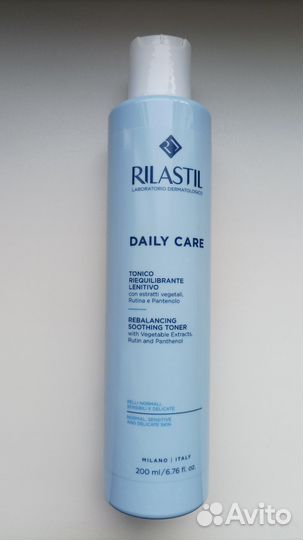 RILASTIL
LABORATORIO DERMATOLOGICO
DAILY CARE
TONICO
RIEQUILIBRANTE
LENITIVO
con estratti vegetali,
Rutina e Pantenolo
REBALANCING
SOOTHING TONER
with Vegetable Extracts,
Rutin and Panthenol
PELLI NORMALI,
SENSIBILI E DELICATE
NORMAL, SENSITIVE
AND DELICATE SKIN
MILANO | ITALY
200 ml/6.76 fl. oz.
Avito